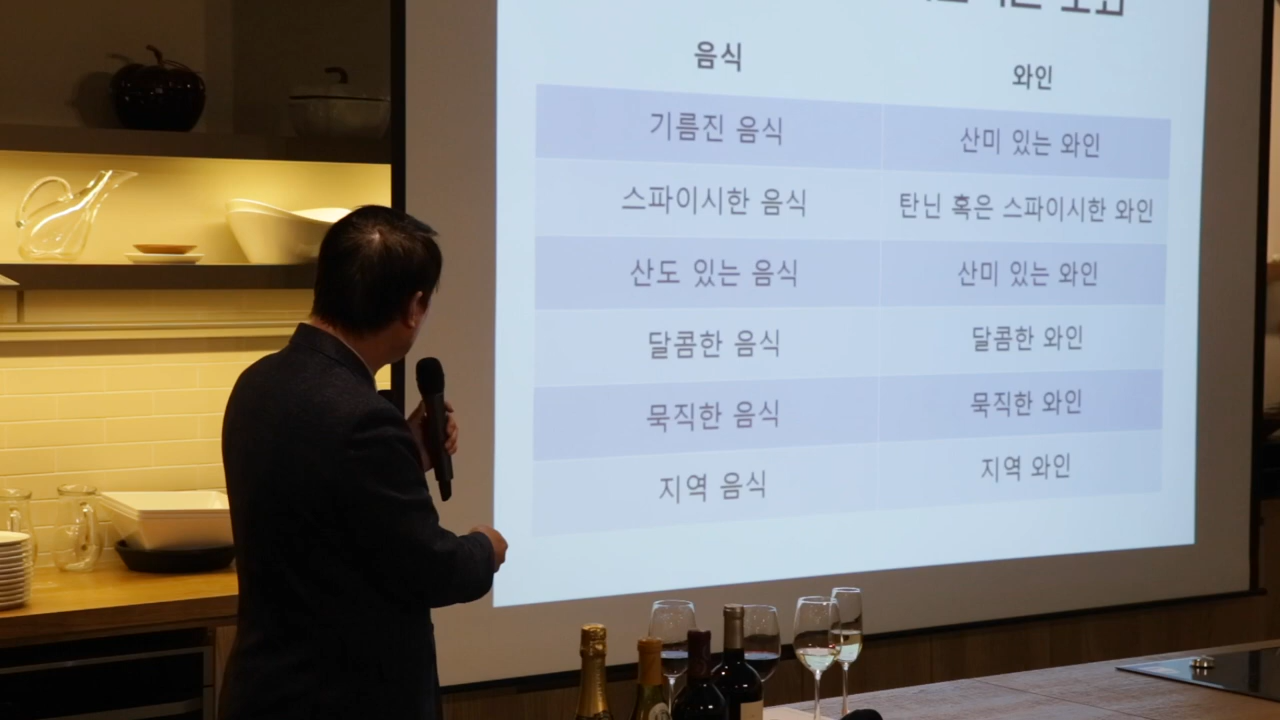 음식 와인
기름진 음식 산미 있는 와인
스파이시한 음식 탄닌 혹은 스파이시한 와인
산도 있는 음식 산미 있는 와인
달콤한 음식 달콤한 와인
묵직한 음식 묵직한 와인
지역 음식 지역 와인